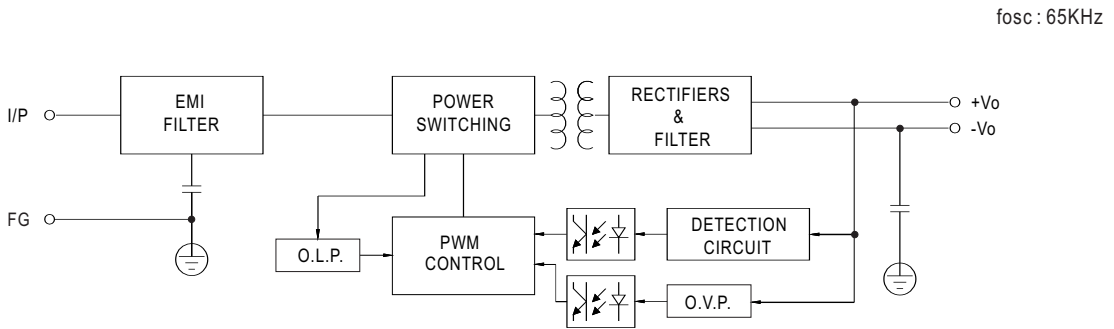 fosc : 65KHz
I/P
EMI
FILTER
POWER
SWITCHING
RECTIFIERS
&
FILTER
+Vo
-Vo
FG
O.L.P.
PWM
CONTROL
DETECTION
CIRCUIT
O.V.P.